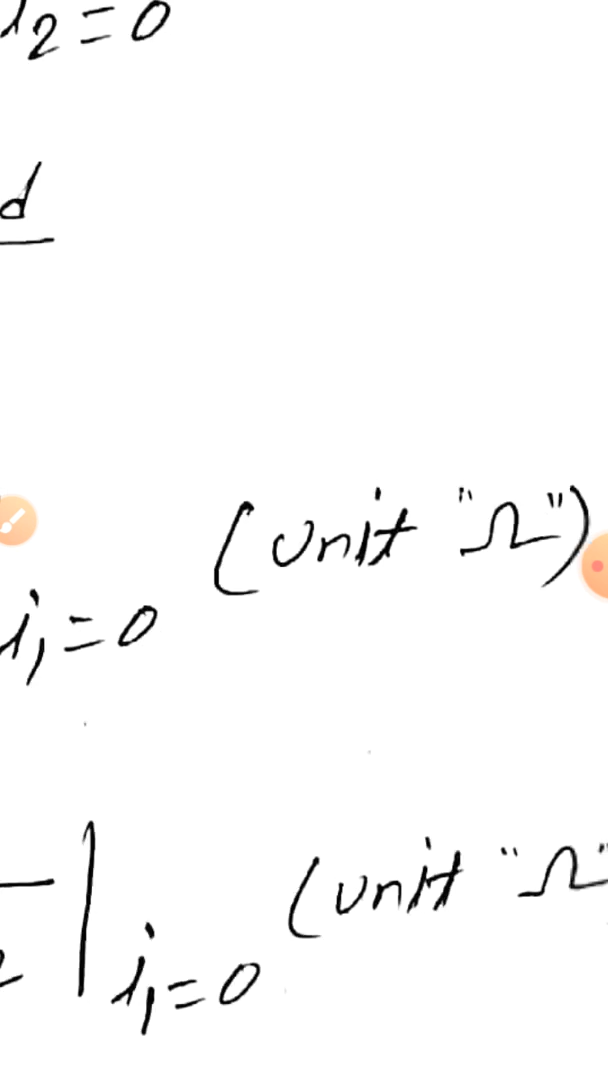 i₂ = 0
d
(unit "Ω")
i₁ = 0
(unit "Ω"
i₁ = 0